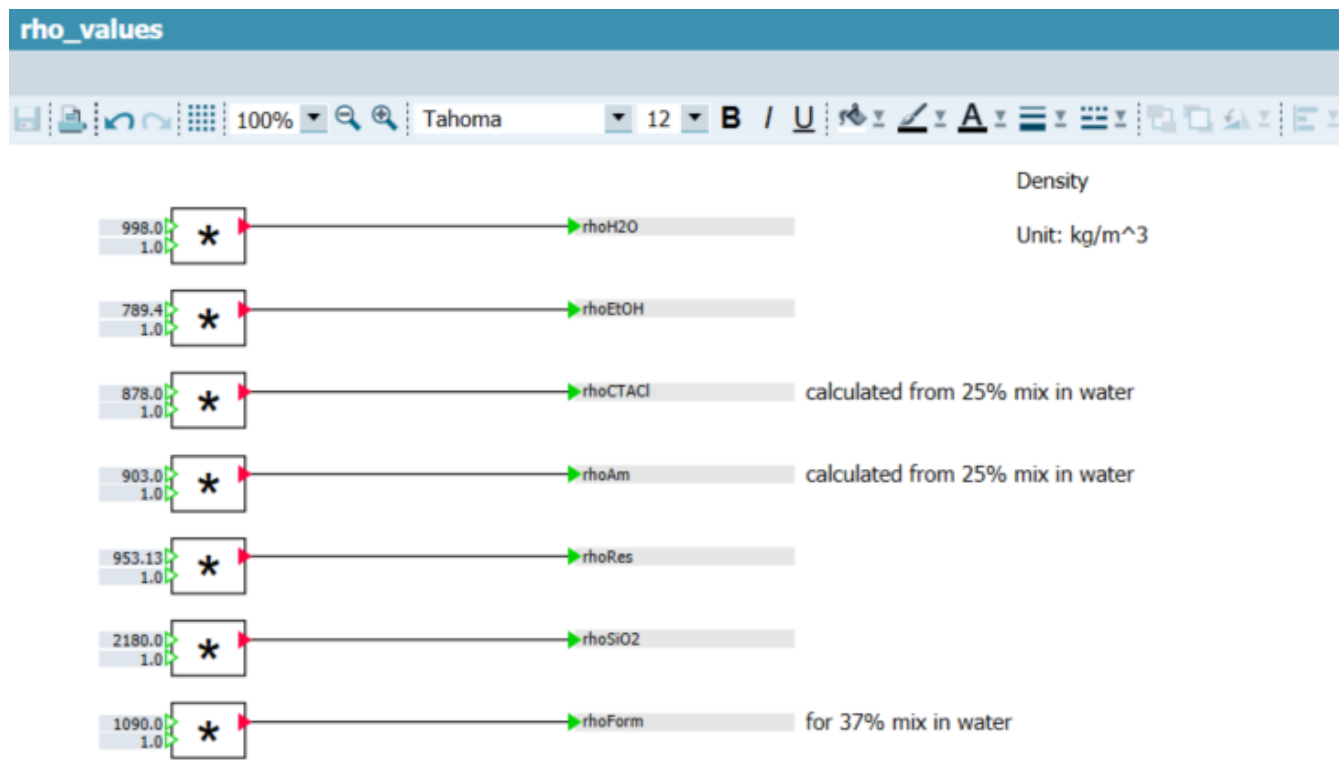 rho_values
100% Tahoma 12 B I U A
Density
998.0 * rhoH2O
1.0
Unit: kg/m^3
789.4 * rhoEtOH
1.0
878.0 * rhoCTACl calculated from 25% mix in water
1.0
903.0 * rhoAm calculated from 25% mix in water
1.0
953.13 * rhoRes
1.0
2180.0 * rhoSiO2
1.0
1090.0 * rhoForm for 37% mix in water
1.0